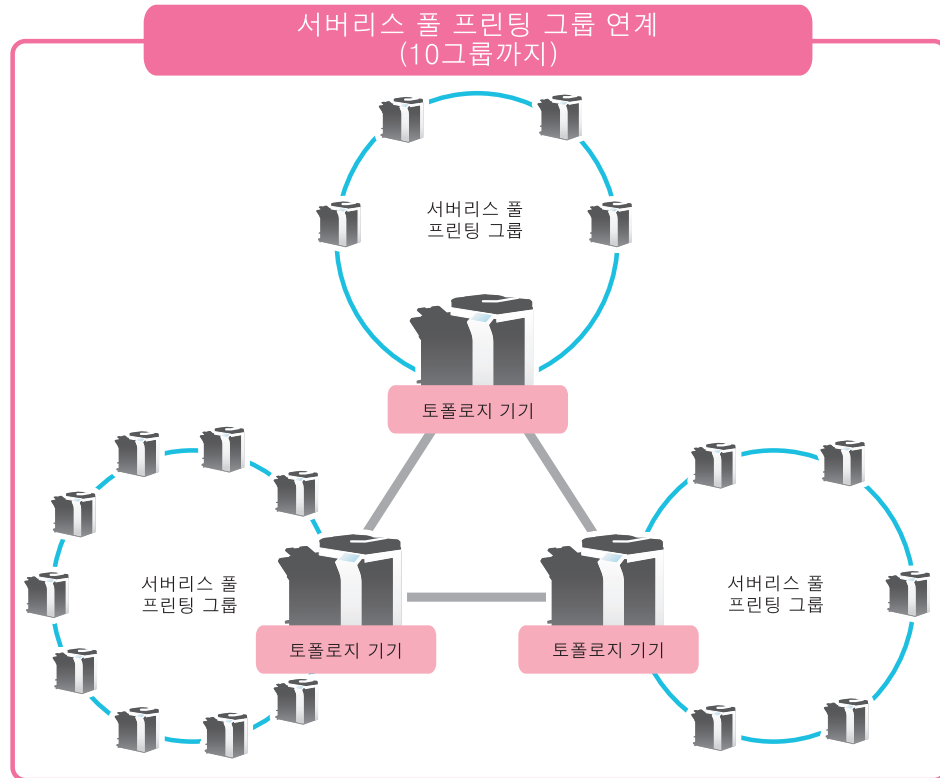 서버리스 풀 프린팅 그룹 연계
(10그룹까지)
서버리스 풀
프린팅 그룹
토폴로지 기기
서버리스 풀
프린팅 그룹
토폴로지 기기
서버리스 풀
프린팅 그룹
토폴로지 기기